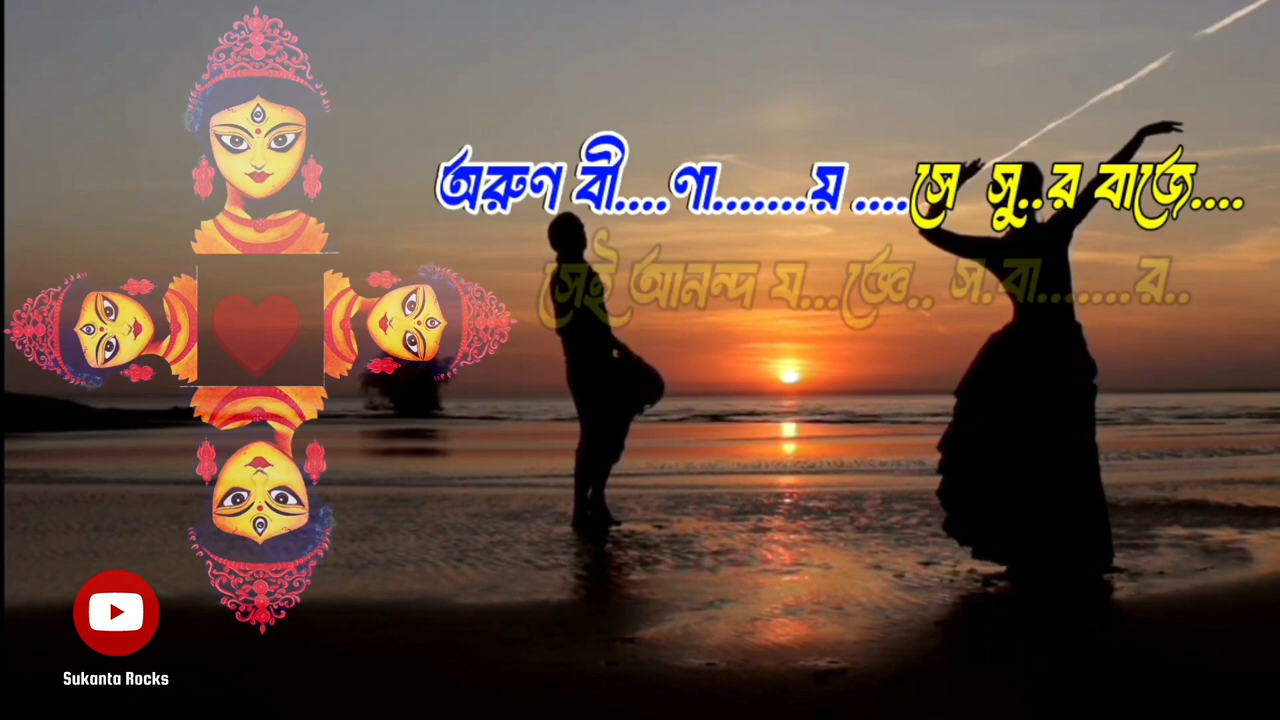 অরুণ বী....ণা.......য় ....সে সু..র বাজে....
সেই আনন্দ য...জ্ঞে.. স.বা.......র..
Sukanta Rocks